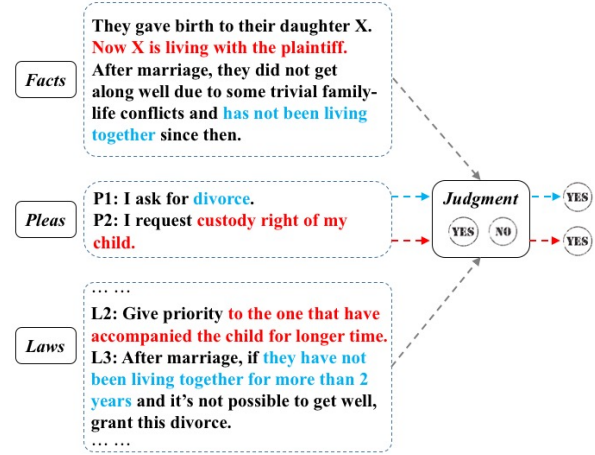 Facts
They gave birth to their daughter X.
Now X is living with the plaintiff.
After marriage, they did not get
along well due to some trivial family-
life conflicts and has not been living
together since then.
Pleas
P1: I ask for divorce.
P2: I request custody right of my
child.
Judgment
YES NO
YES
YES
Laws
... ...
L2: Give priority to the one that have
accompanied the child for longer time.
L3: After marriage, if they have not
been living together for more than 2
years and it's not possible to get well,
grant this divorce.
... ...